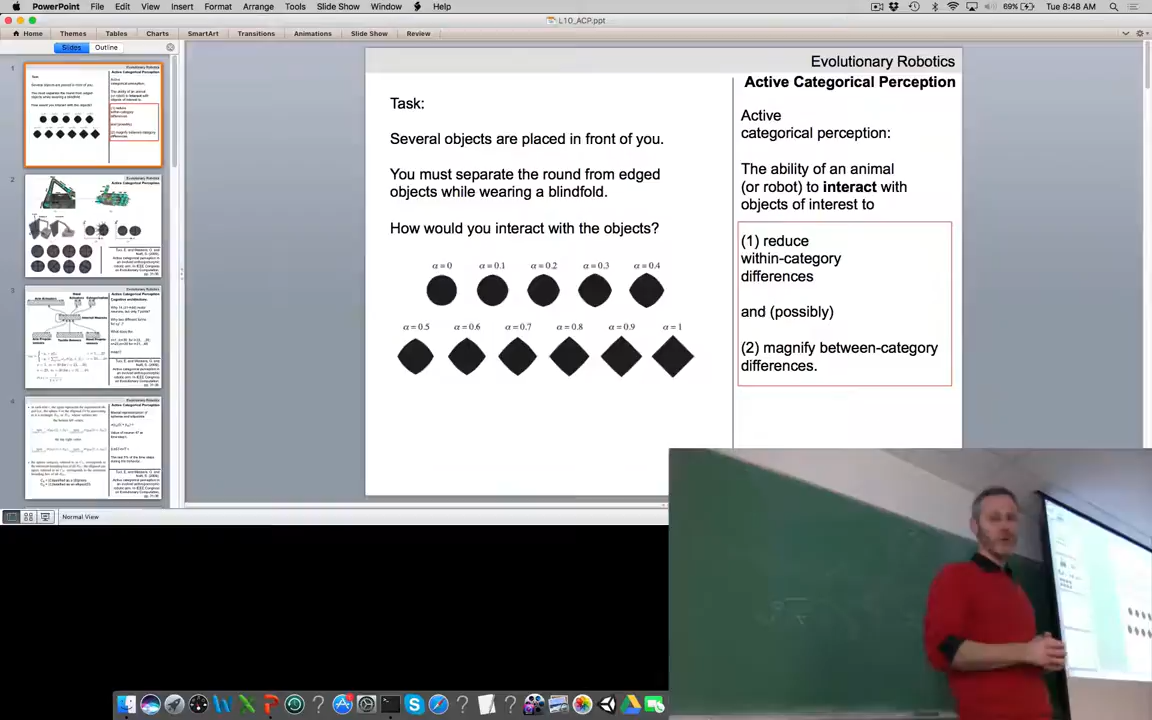 PowerPoint File Edit View Insert Format Arrange Tools Slide Show Window Help
69% Tue 8:48 AM
L10_ACP.ppt
Home Themes Tables Charts SmartArt Transitions Animations Slide Show Review
Slides Outline
1
2
3
4
Evolutionary Robotics
Active Categorical Perception
Task:
Several objects are placed in front of you.
You must separate the round from edged
objects while wearing a blindfold.
How would you interact with the objects?
α = 0 α = 0.1 α = 0.2 α = 0.3 α = 0.4
α = 0.5 α = 0.6 α = 0.7 α = 0.8 α = 0.9 α = 1
Active
categorical perception:
The ability of an animal
(or robot) to interact with
objects of interest to
(1) reduce
within-category
differences
and (possibly)
(2) magnify between-category
differences.
Normal View